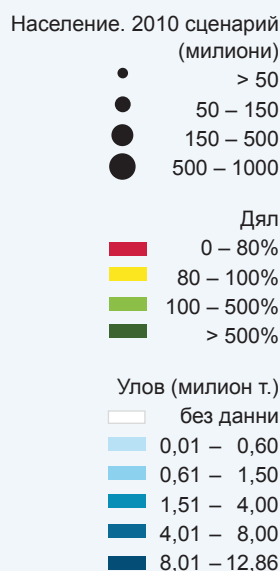 Население. 2010 сценарий
(милиони)
> 50
50 – 150
150 – 500
500 – 1000
Дял
0 – 80%
80 – 100%
100 – 500%
> 500%
Улов (милион т.)
без данни
0,01 – 0,60
0,61 – 1,50
1,51 – 4,00
4,01 – 8,00
8,01 – 12,86